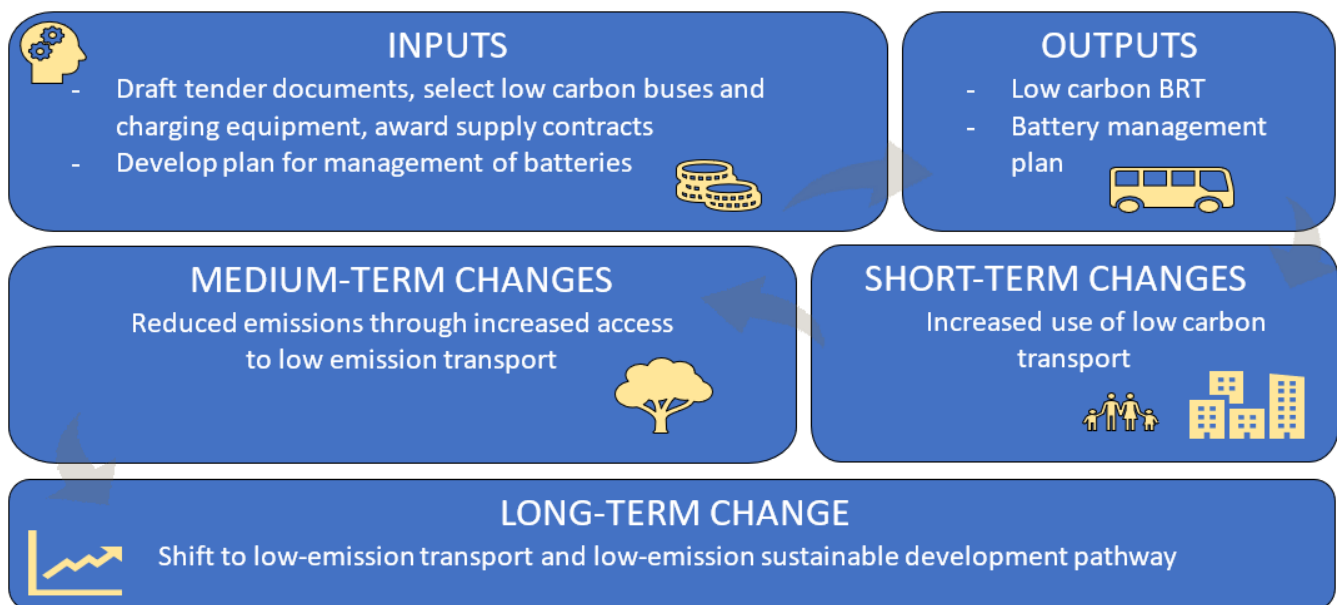 INPUTS
- Draft tender documents, select low carbon buses and
charging equipment, award supply contracts
- Develop plan for management of batteries
OUTPUTS
- Low carbon BRT
- Battery management
plan
SHORT-TERM CHANGES
Increased use of low carbon
transport
MEDIUM-TERM CHANGES
Reduced emissions through increased access
to low emission transport
LONG-TERM CHANGE
Shift to low-emission transport and low-emission sustainable development pathway